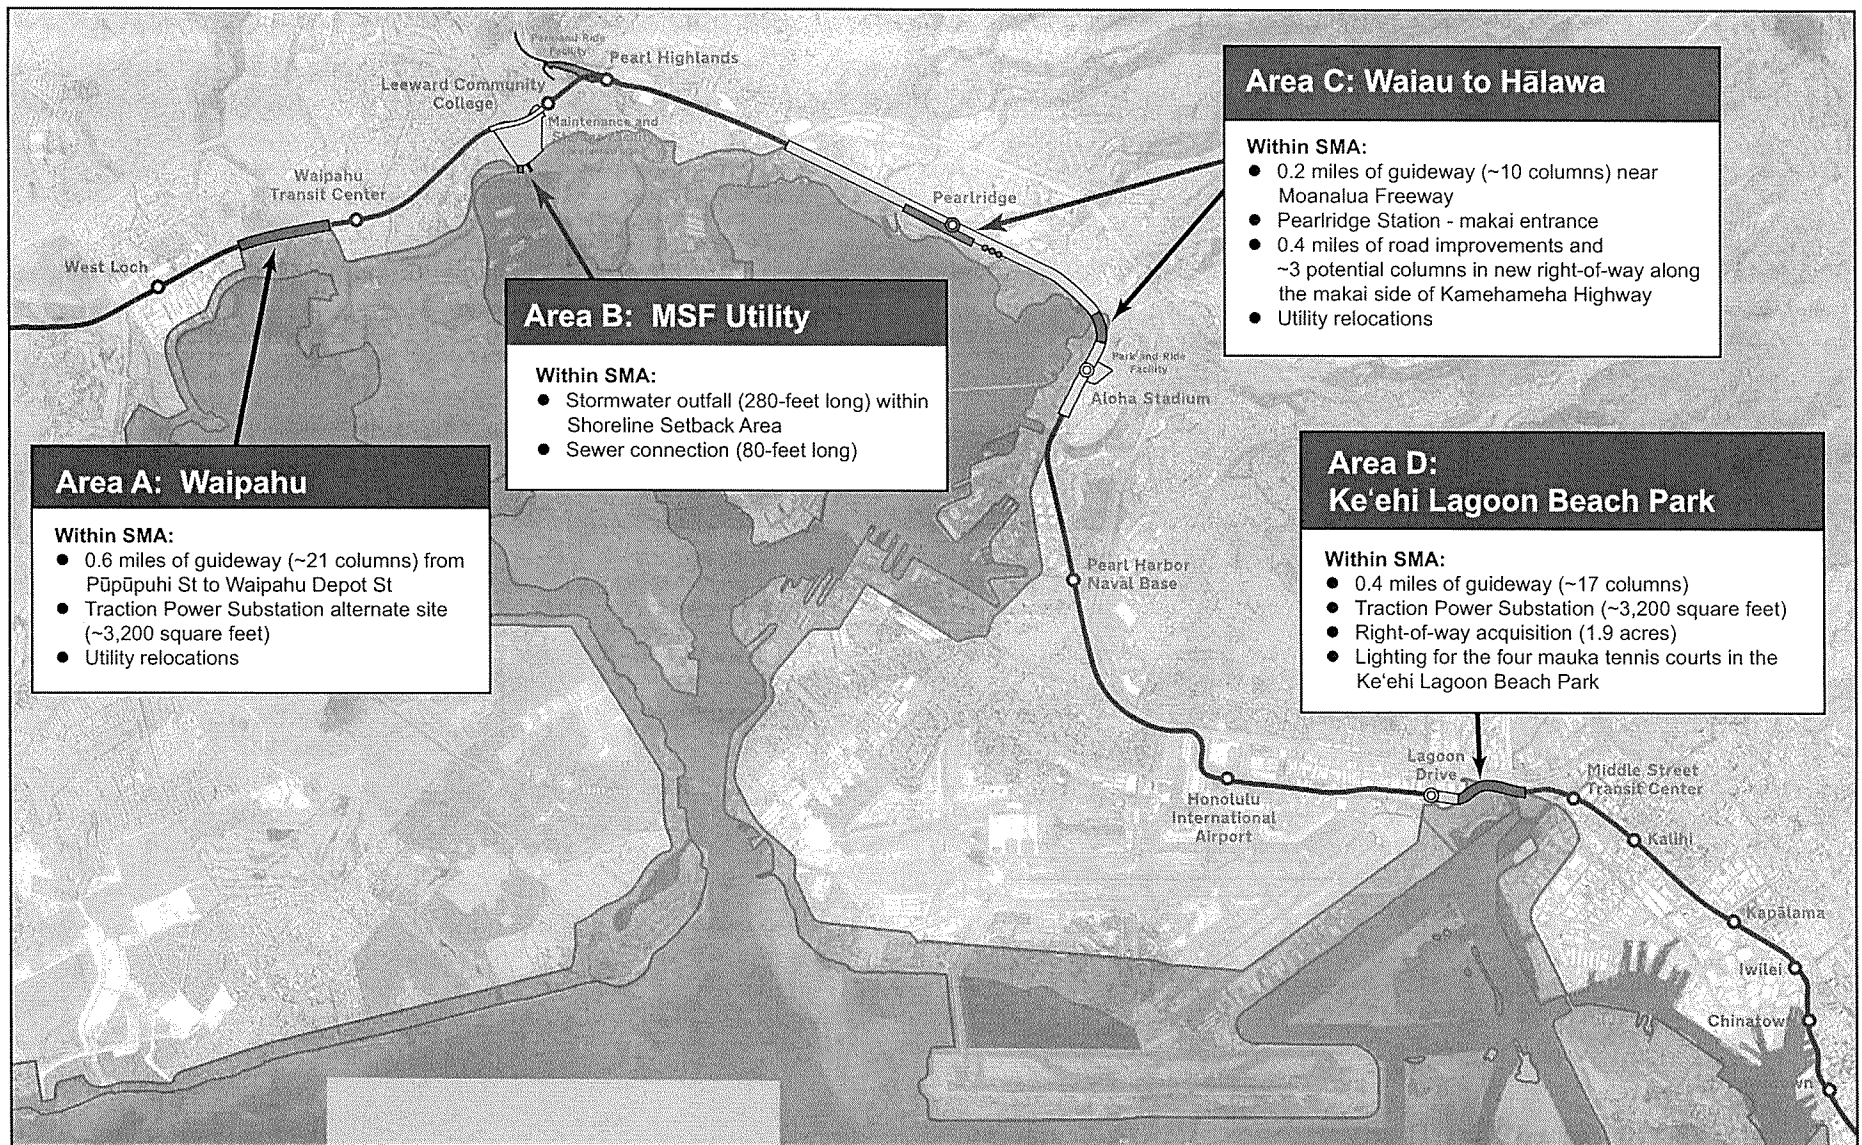 Park and Ride
Facility
Pearl Highlands
Leeward Community
College
Maintenance and
Waipahu
Transit Center
West Loch
Pearlridge
Park and Ride
Facility
Aloha Stadium
Area C: Waiau to Hālawa
Within SMA:
● 0.2 miles of guideway (~10 columns) near
Moanalua Freeway
● Pearlridge Station - makai entrance
● 0.4 miles of road improvements and
~3 potential columns in new right-of-way along
the makai side of Kamehameha Highway
● Utility relocations
Area B: MSF Utility
Within SMA:
● Stormwater outfall (280-feet long) within
Shoreline Setback Area
● Sewer connection (80-feet long)
Area A: Waipahu
Within SMA:
● 0.6 miles of guideway (~21 columns) from
Pūpūpuhi St to Waipahu Depot St
● Traction Power Substation alternate site
(~3,200 square feet)
● Utility relocations
Area D:
Keʻehi Lagoon Beach Park
Within SMA:
● 0.4 miles of guideway (~17 columns)
● Traction Power Substation (~3,200 square feet)
● Right-of-way acquisition (1.9 acres)
● Lighting for the four mauka tennis courts in the
Keʻehi Lagoon Beach Park
Pearl Harbor
Naval Base
Lagoon
Drive
Middle Street
Transit Center
Honolulu
International
Airport
Kalihi
Kapālama
Iwilei
Chinatow
wn